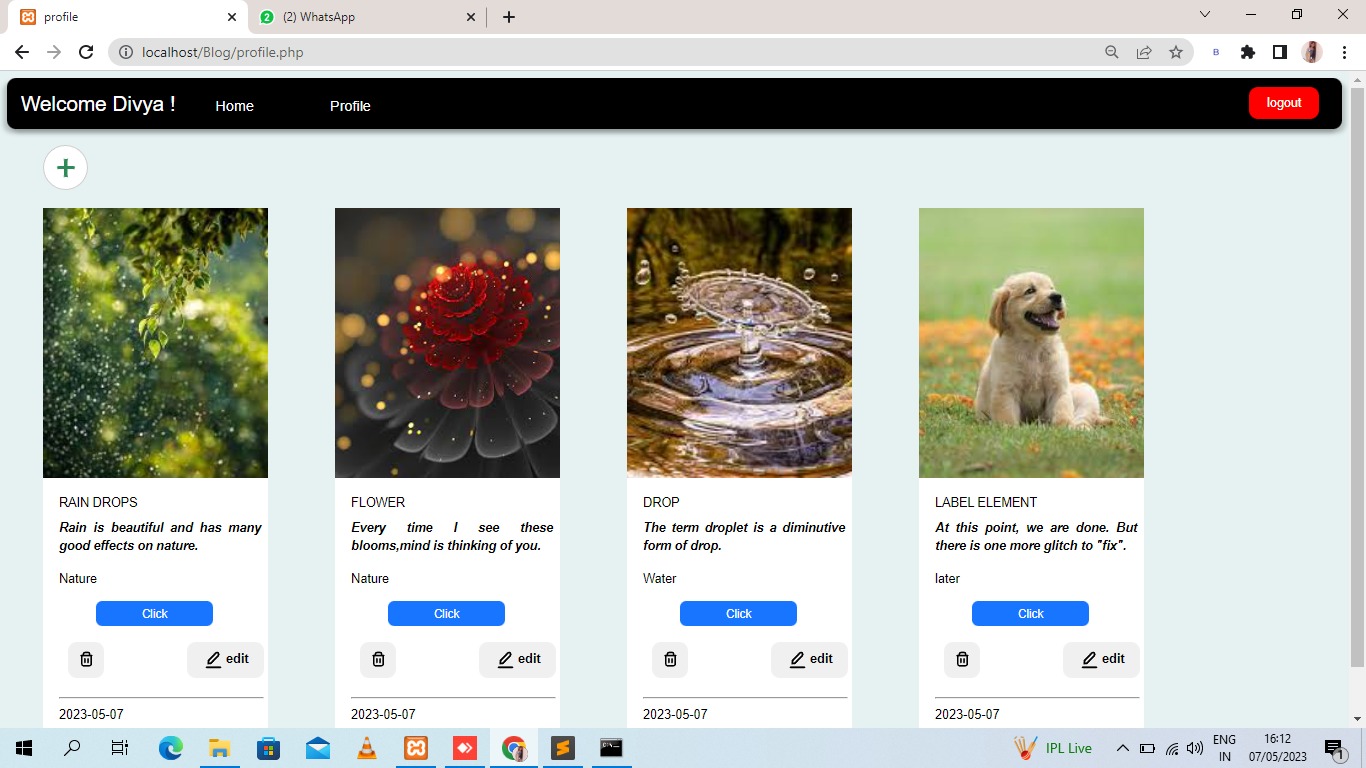 profile
(2) WhatsApp
localhost/Blog/profile.php
B
Welcome Divya !
Home
Profile
logout
RAIN DROPS
Rain is beautiful and has many
good effects on nature.
Nature
Click
edit
2023-05-07
FLOWER
Every time I see these
blooms,mind is thinking of you.
Nature
Click
edit
2023-05-07
DROP
The term droplet is a diminutive
form of drop.
Water
Click
edit
2023-05-07
LABEL ELEMENT
At this point, we are done. But
there is one more glitch to "fix".
later
Click
edit
2023-05-07
IPL Live
ENG
IN
16:12
07/05/2023
1